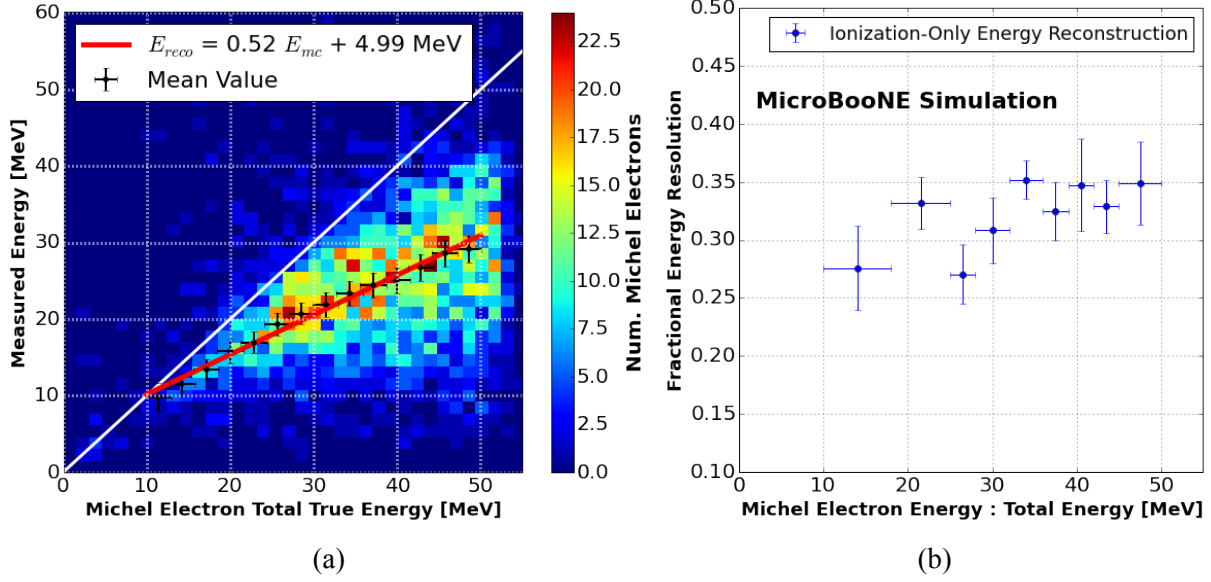 E_reco = 0.52 E_mc + 4.99 MeV
Mean Value
Measured Energy [MeV]
60
50
40
30
20
10
0
0 10 20 30 40 50
Michel Electron Total True Energy [MeV]
22.5
20.0
17.5
15.0
12.5
10.0
7.5
5.0
2.5
0.0
Num. Michel Electrons
(a)
Ionization-Only Energy Reconstruction
MicroBooNE Simulation
Fractional Energy Resolution
0.50
0.45
0.40
0.35
0.30
0.25
0.20
0.15
0.10
0 10 20 30 40 50
Michel Electron Energy : Total Energy [MeV]
(b)